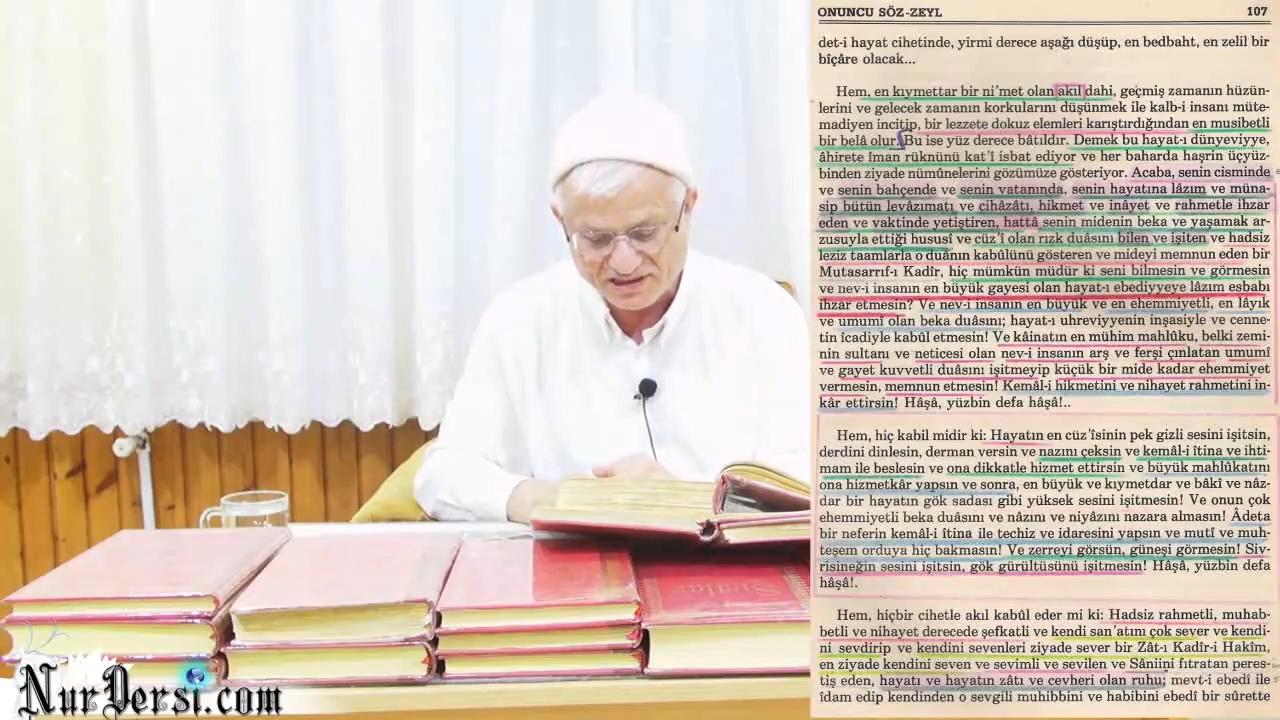 ONUNCU SÖZ-ZEYL 107
det-i hayat cihetinde, yirmi derece aşağı düşüp, en bedbaht, en zelil bir
bîçâre olacak...
Hem, en kıymettar bir ni'met olan akıl dahi, geçmiş zamanın hüzün-
lerini ve gelecek zamanın korkularını düşünmek ile kalb-i insanı müte-
madiyen incitip, bir lezzete dokuz elemleri karıştırdığından en musibetli
bir belâ olur. Bu ise yüz derece bâtıldır. Demek bu hayat-ı dünyeviyye,
âhirete îman rüknünü kat'î isbat ediyor ve her baharda haşrin üçyüz-
binden ziyade nümûnelerini gözümüze gösteriyor. Acaba, senin cisminde
ve senin bahçende ve senin vatanında, senin hayatına lâzım ve müna-
sip bütün levâzımatı ve cihâzâtı, hikmet ve inâyet ve rahmetle ihzar
eden ve vaktinde yetiştiren, hattâ senin midenin beka ve yaşamak ar-
zusuyla ettiği hususî ve cüz'î olan rızk duâsını bilen ve işiten ve hadsiz
leziz taamlarla o duânın kabûlünü gösteren ve mideyi memnun eden bir
Mutasarrıf-ı Kadîr, hiç mümkün müdür ki seni bilmesin ve görmesin
ve nev-i insanın en büyük gayesi olan hayat-ı ebediyyeye lâzım esbabı
ihzar etmesin? Ve nev-i insanın en büyük ve en ehemmiyetli, en lâyık
ve umumî olan beka duâsını; hayat-ı uhreviyyenin inşasiyle ve cenne-
tin îcadiyle kabûl etmesin! Ve kâinatın en mühim mahlûku, belki zemi-
nin sultanı ve neticesi olan nev-i insanın arş ve ferşi çınlatan umumî
ve gayet kuvvetli duâsını işitmeyip küçük bir mide kadar ehemmiyet
vermesin, memnun etmesin! Kemâl-i hikmetini ve nihayet rahmetini in-
kâr ettirsin! Hâşâ, yüzbin defa hâşâ!..
Hem, hiç kabil midir ki: Hayatın en cüz'îsinin pek gizli sesini işitsin,
derdini dinlesin, derman versin ve nazını çeksin ve kemâl-i îtina ve ihti-
mam ile beslesin ve ona dikkatle hizmet ettirsin ve büyük mahlûkatını
ona hizmetkâr yapsın ve sonra, en büyük ve kıymetdar ve bâkî ve nâz-
dar bir hayatın gök sadası gibi yüksek sesini işitmesin! Ve onun çok
ehemmiyetli beka duâsını ve nâzını ve niyâzını nazara almasın! Âdeta
bir neferin kemâl-i îtina ile techiz ve idaresini yapsın ve mutî ve muh-
teşem orduya hiç bakmasın! Ve zerreyi görsün, güneşi görmesin! Siv-
risineğin sesini işitsin, gök gürültüsünü işitmesin! Hâşâ, yüzbin defa
hâşâ!.
Hem, hiçbir cihetle akıl kabûl eder mi ki: Hadsiz rahmetli, muhab-
betli ve nihayet derecede şefkatli ve kendi san'atını çok sever ve kendi-
ni sevdirip ve kendini sevenleri ziyade sever bir Zât-ı Kadîr-i Hakîm,
en ziyade kendini seven ve sevimli ve sevilen ve Sâniini fıtraten peres-
tiş eden, hayatı ve hayatın zâtı ve cevheri olan ruhu; mevt-i ebedî ile
îdam edip kendinden o sevgili muhibbini ve habibini ebedî bir sûrette
NurDersi.com